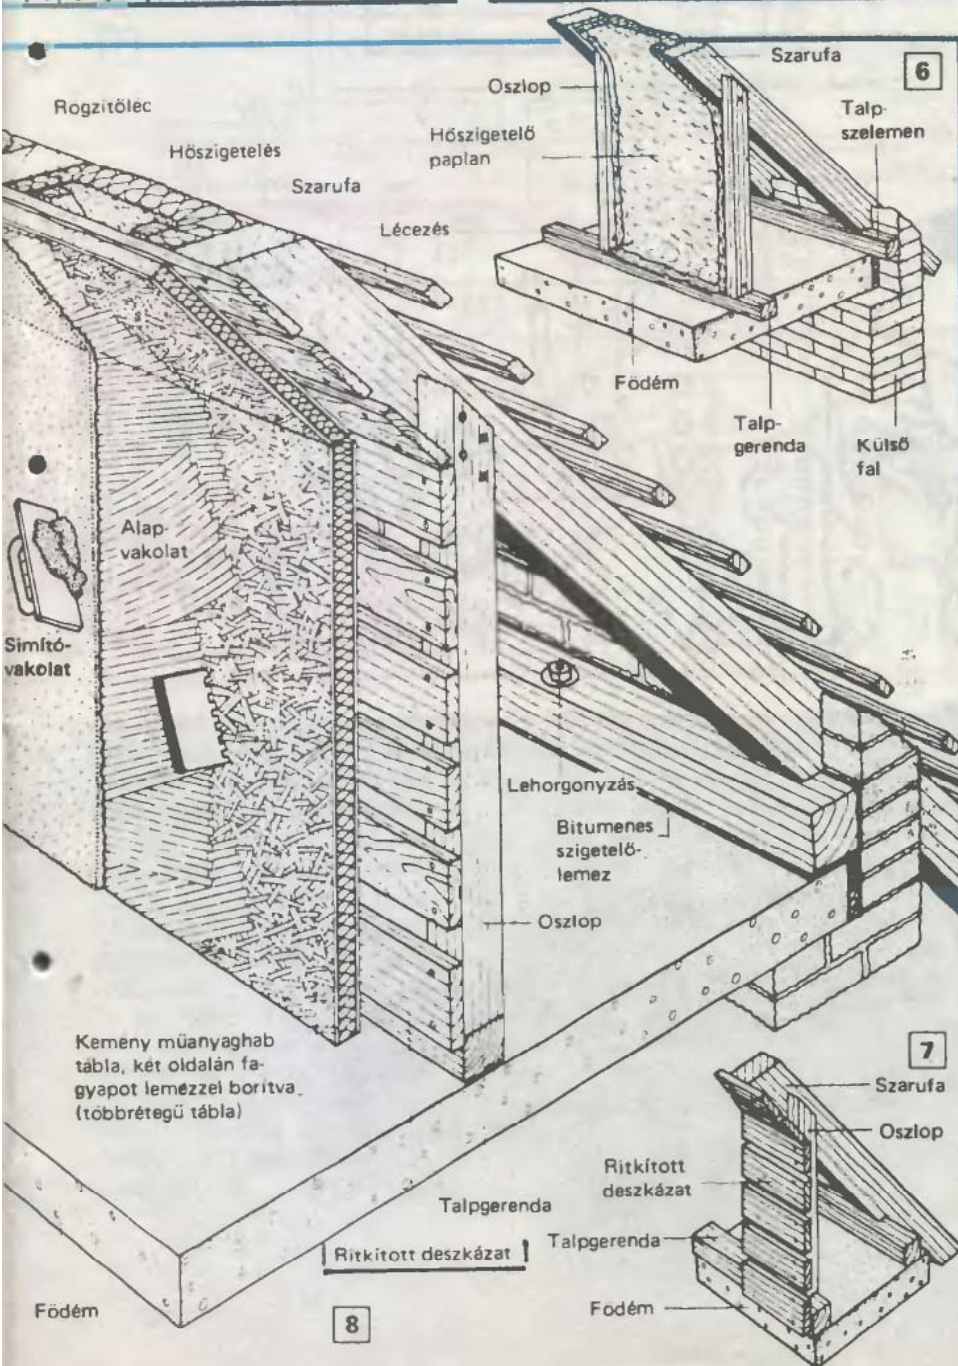 Szarufa
6
Oszlop
Talp-
szelemen
Rogzitőlec
Hőszigetelő
paplan
Hőszigetelés
Szarufa
Lécezés
Födém
Talp-
gerenda
Külső
fal
Alap-
vakolat
Simító-
vakolat
Lehorgonyzás
Bitumenes
szigetelő-
lemez
Oszlop
Kemény műanyaghab
tábla, két oldalán fa-
gyapot lemezzel borítva.
(többrétegű tábla)
7
Szarufa
Oszlop
Ritkított
deszkázat
Talpgerenda
Talpgerenda
Ritkított deszkázat
Födém
Födém
8